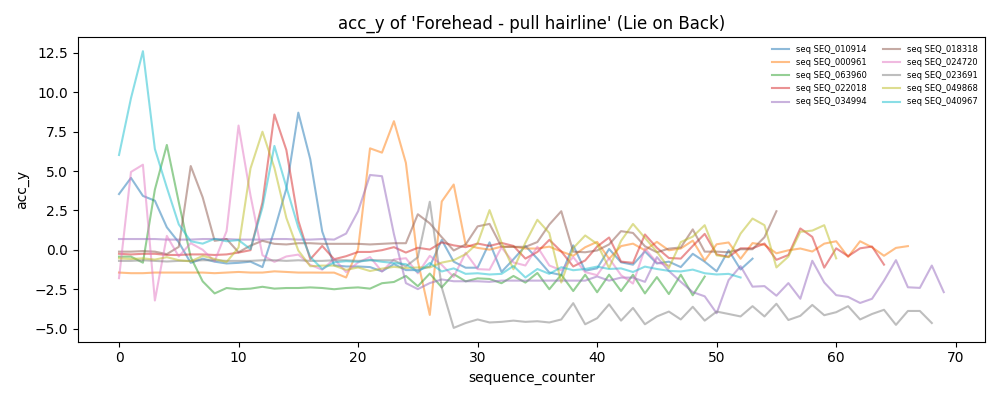 acc_y of 'Forehead - pull hairline' (Lie on Back)
seq SEQ_010914
seq SEQ_000961
seq SEQ_063960
seq SEQ_022018
seq SEQ_034994
seq SEQ_018318
seq SEQ_024720
seq SEQ_023691
seq SEQ_049868
seq SEQ_040967
acc_y
12.5
10.0
7.5
5.0
2.5
0.0
−2.5
−5.0
0 10 20 30 40 50 60 70
sequence_counter